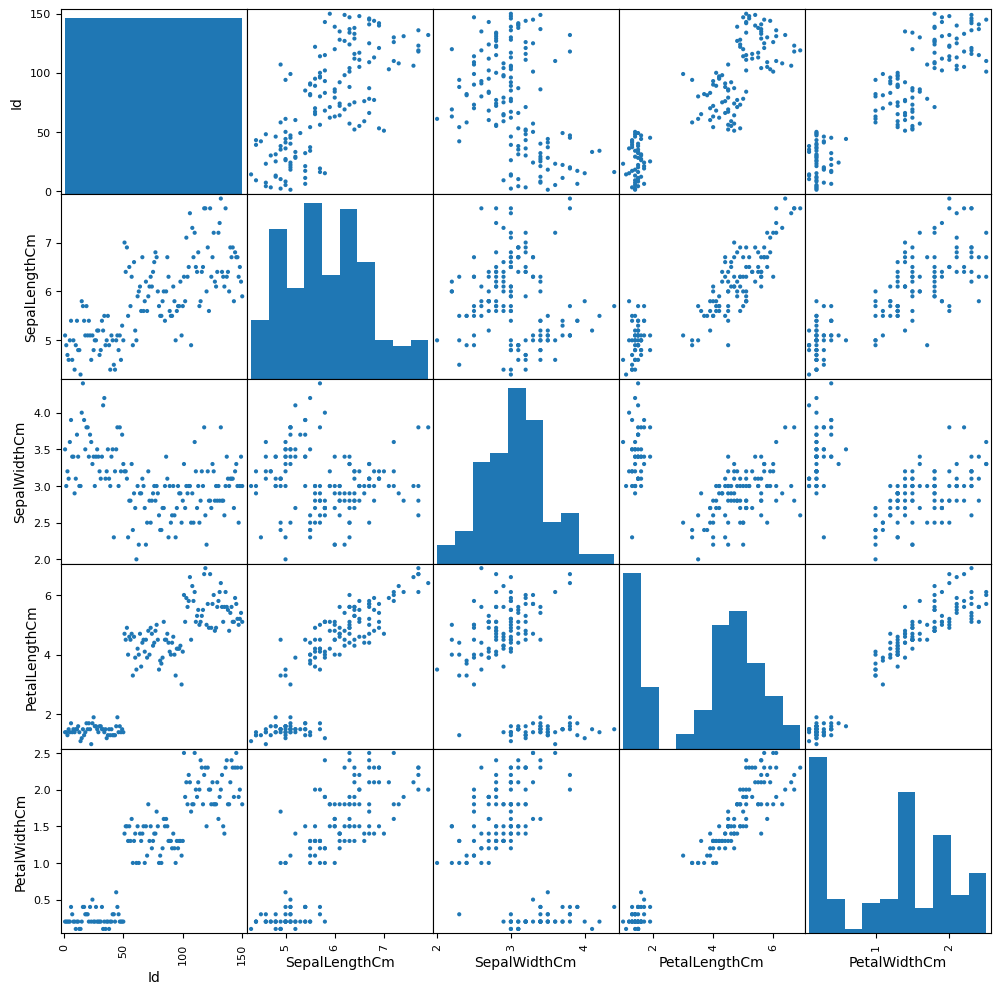 150
100
50
0
Id
7
6
5
SepalLengthCm
4.0
3.5
3.0
2.5
2.0
SepalWidthCm
6
4
2
PetalLengthCm
2.5
2.0
1.5
1.0
0.5
PetalWidthCm
0 50 100 150 5 6 7 2 3 4 2 4 6 1 2
Id SepalLengthCm SepalWidthCm PetalLengthCm PetalWidthCm